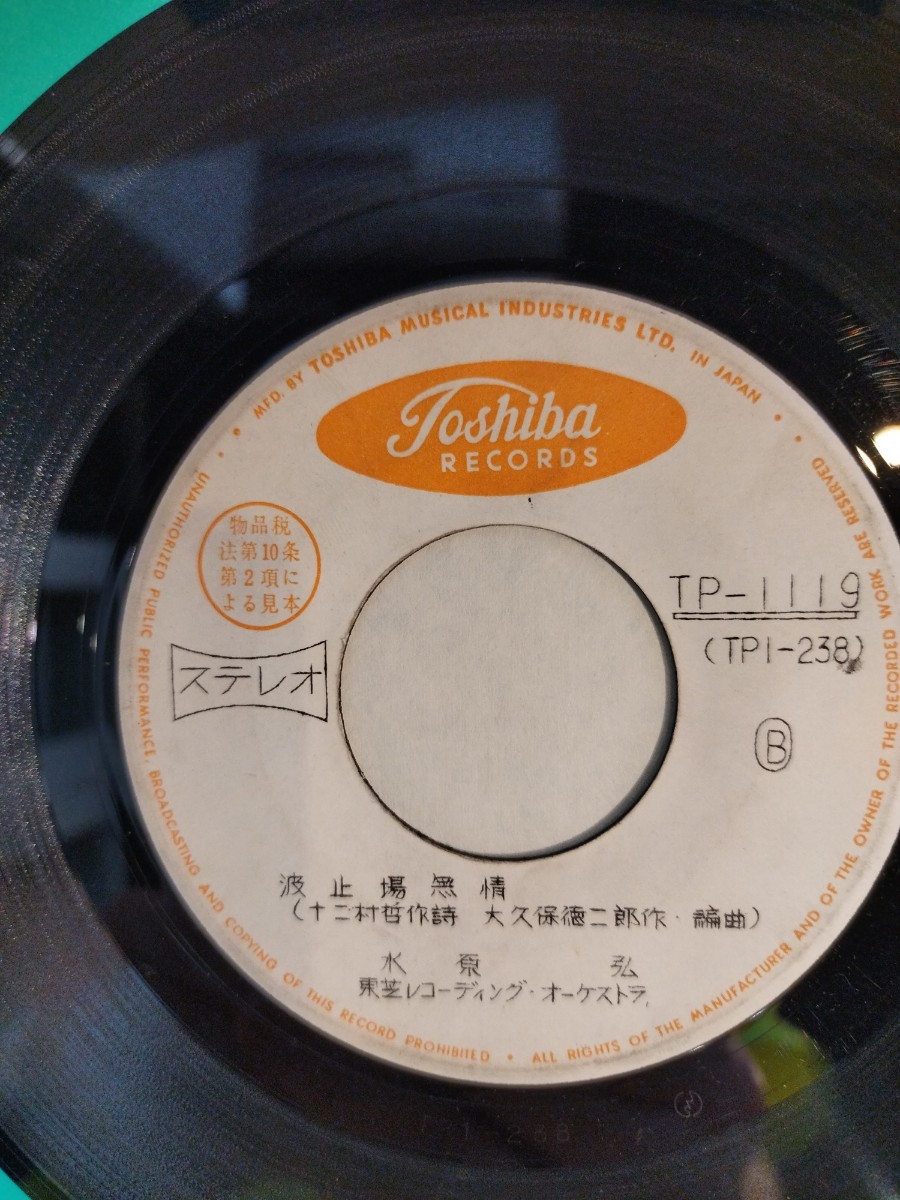 MFD. BY TOSHIBA MUSICAL INDUSTRIES LTD. IN JAPAN
Toshiba
RECORDS
物品税
法第10条
第2項に
よる見本
ステレオ
TP-1119
(TP1-238)
B
波止場無情
(十二村哲作詩 大久保徳二郎作・編曲)
水原 弘
東芝レコーディング・オーケストラ
UNAUTHORIZED PUBLIC PERFORMANCE, BROADCASTING AND COPYING OF THIS RECORD PROHIBITED • ALL RIGHTS OF THE MANUFACTURER AND OF THE OWNER OF THE RECORDED WORK ARE RESERVED